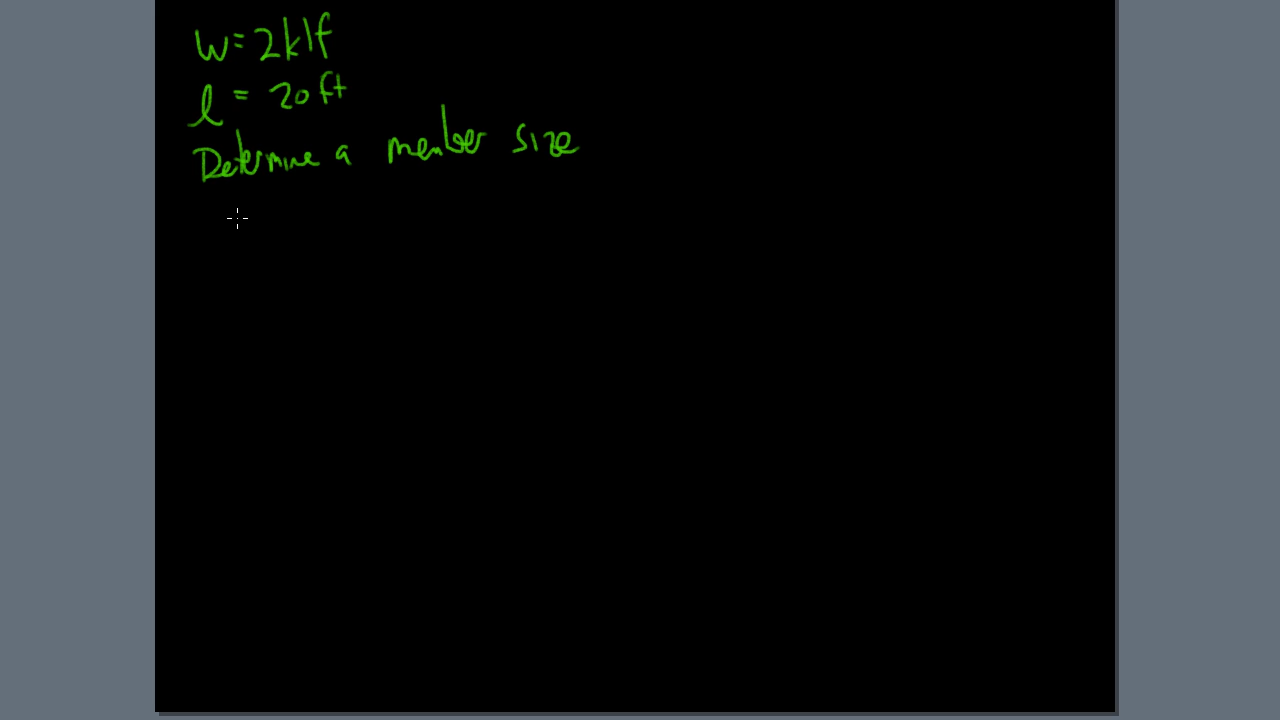 w=2klf
l = 20ft
Determine a member size